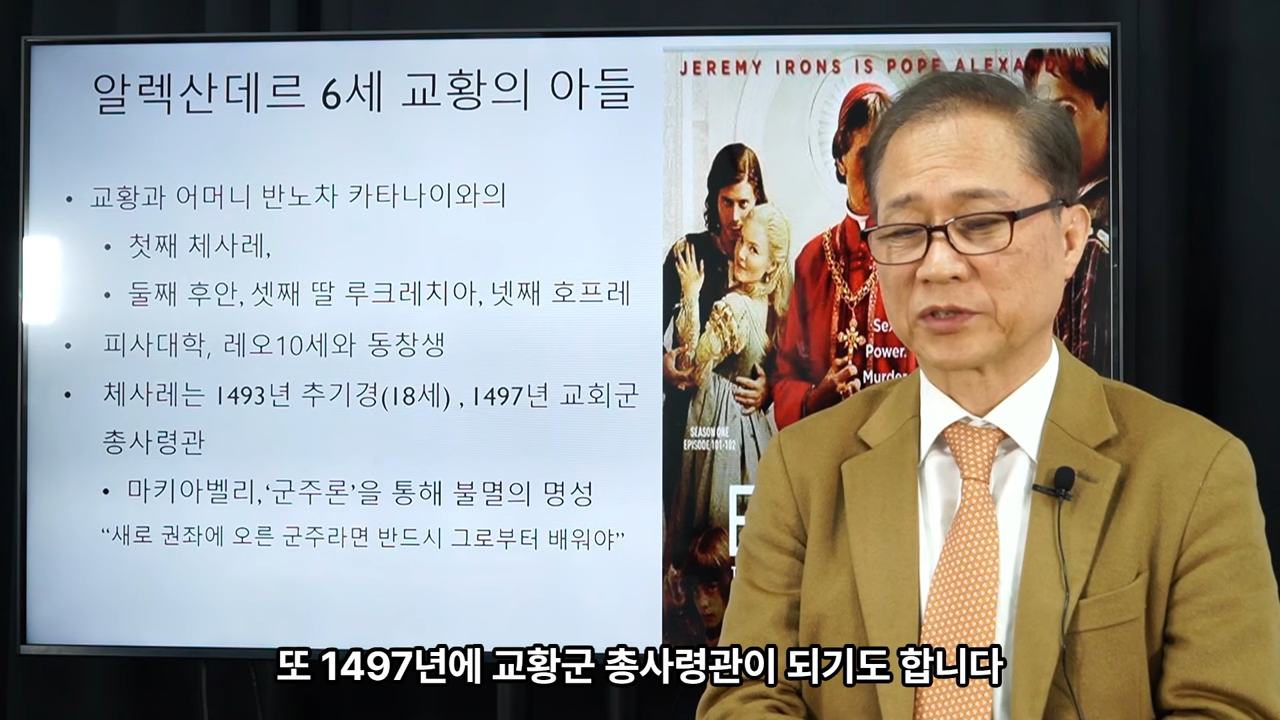 알렉산데르 6세 교황의 아들
• 교황과 어머니 반노차 카타나이와의
• 첫째 체사레,
• 둘째 후안, 셋째 딸 루크레치아, 넷째 호프레
• 피사대학, 레오10세와 동창생
• 체사레는 1493년 추기경(18세) , 1497년 교회군
총사령관
• 마키아벨리,‘군주론’을 통해 불멸의 명성
“새로 권좌에 오른 군주라면 반드시 그로부터 배워야”
JEREMY IRONS IS POPE ALEXANDER
Power.
Murder
SEASON ONE
EPISODE 101-102
또 1497년에 교황군 총사령관이 되기도 합니다